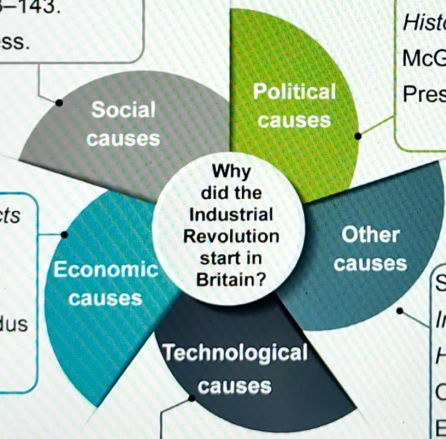 –143.
ess.
Social
causes
Political
causes
Histo
McG
Pres
Why
did the
Industrial
Revolution
start in
Britain?
Other
causes
cts
dus
Economic
causes
Technological
causes
S
In
H
C
E